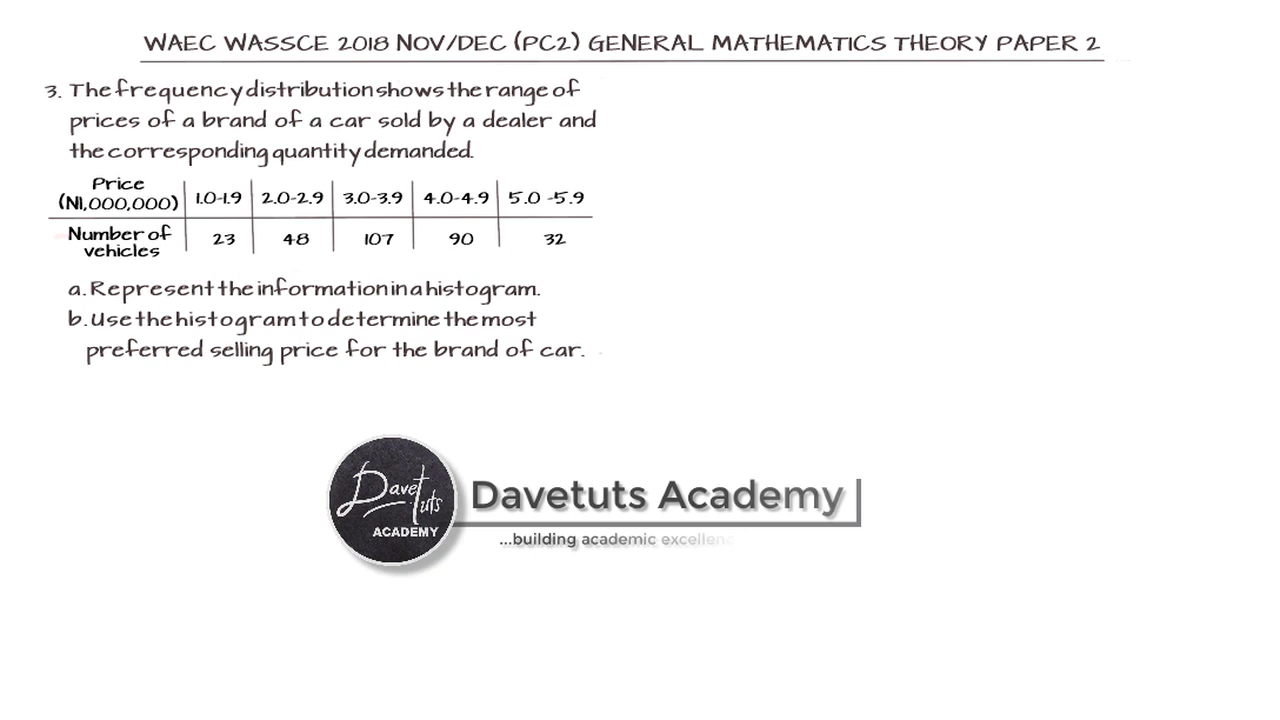 WAEC WASSCE 2018 NOV/DEC (PC2) GENERAL MATHEMATICS THEORY PAPER 2
3. The frequency distribution shows the range of
prices of a brand of a car sold by a dealer and
the corresponding quantity demanded.
Price (N1,000,000) 1.0-1.9 2.0-2.9 3.0-3.9 4.0-4.9 5.0 -5.9
Number of vehicles 23 48 107 90 32
a. Represent the information in a histogram.
b. Use the histogram to determine the most
preferred selling price for the brand of car.
Dave Tuts ACADEMY
Davetuts Academy
...building academic excellenc